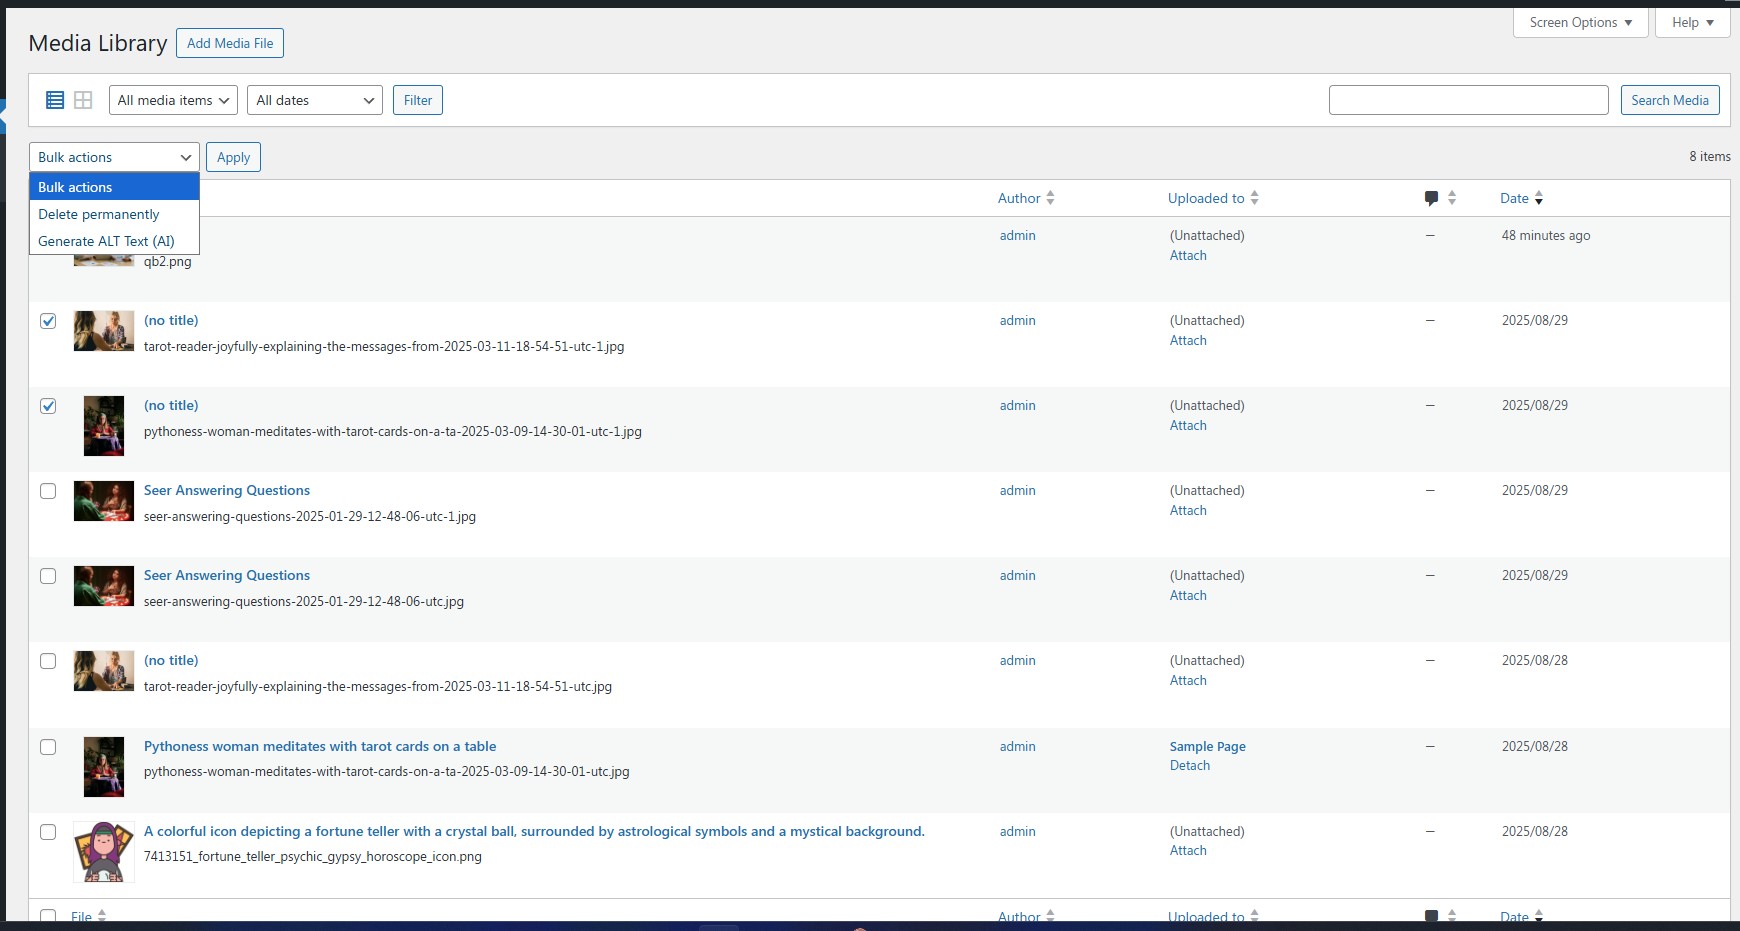 Screen Options Help
Media Library Add Media File
All media items All dates Filter Search Media
Bulk actions Apply 8 items
Bulk actions
Delete permanently
Generate ALT Text (AI)
Author Uploaded to Date
admin (Unattached) — 48 minutes ago
Attach
qb2.png
(no title) admin (Unattached) — 2025/08/29
Attach
tarot-reader-joyfully-explaining-the-messages-from-2025-03-11-18-54-51-utc-1.jpg
(no title) admin (Unattached) — 2025/08/29
Attach
pythoness-woman-meditates-with-tarot-cards-on-a-ta-2025-03-09-14-30-01-utc-1.jpg
Seer Answering Questions admin (Unattached) — 2025/08/29
Attach
seer-answering-questions-2025-01-29-12-48-06-utc-1.jpg
Seer Answering Questions admin (Unattached) — 2025/08/29
Attach
seer-answering-questions-2025-01-29-12-48-06-utc.jpg
(no title) admin (Unattached) — 2025/08/28
Attach
tarot-reader-joyfully-explaining-the-messages-from-2025-03-11-18-54-51-utc.jpg
Pythoness woman meditates with tarot cards on a table admin Sample Page — 2025/08/28
Detach
pythoness-woman-meditates-with-tarot-cards-on-a-ta-2025-03-09-14-30-01-utc.jpg
A colorful icon depicting a fortune teller with a crystal ball, surrounded by astrological symbols and a mystical background. admin (Unattached) — 2025/08/28
Attach
7413151_fortune_teller_psychic_gypsy_horoscope_icon.png
File Author Uploaded to Date